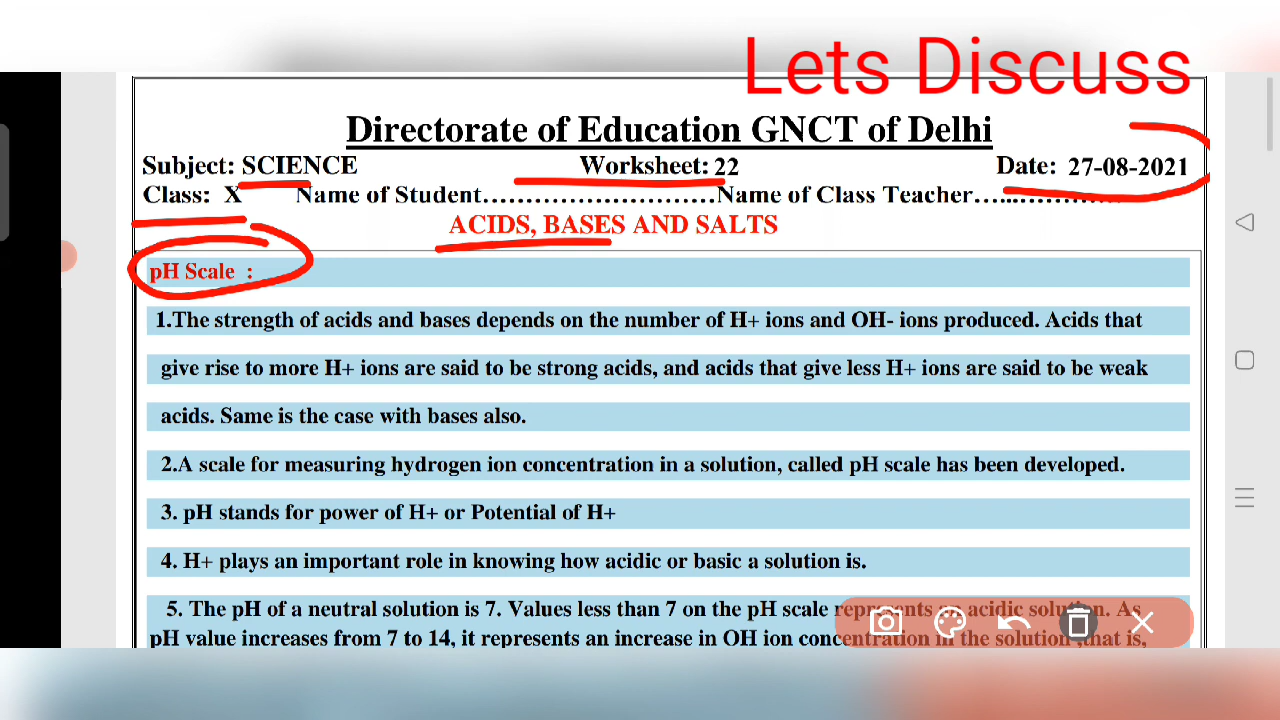 Lets Discuss
Directorate of Education GNCT of Delhi
Subject: SCIENCE Worksheet: 22 Date: 27-08-2021
Class: X Name of Student............................Name of Class Teacher....................
ACIDS, BASES AND SALTS
pH Scale :
1.The strength of acids and bases depends on the number of H+ ions and OH- ions produced. Acids that
give rise to more H+ ions are said to be strong acids, and acids that give less H+ ions are said to be weak
acids. Same is the case with bases also.
2.A scale for measuring hydrogen ion concentration in a solution, called pH scale has been developed.
3. pH stands for power of H+ or Potential of H+
4. H+ plays an important role in knowing how acidic or basic a solution is.
5. The pH of a neutral solution is 7. Values less than 7 on the pH scale represents an acidic solution. As
pH value increases from 7 to 14, it represents an increase in OH ion concentration in the solution ,that is,